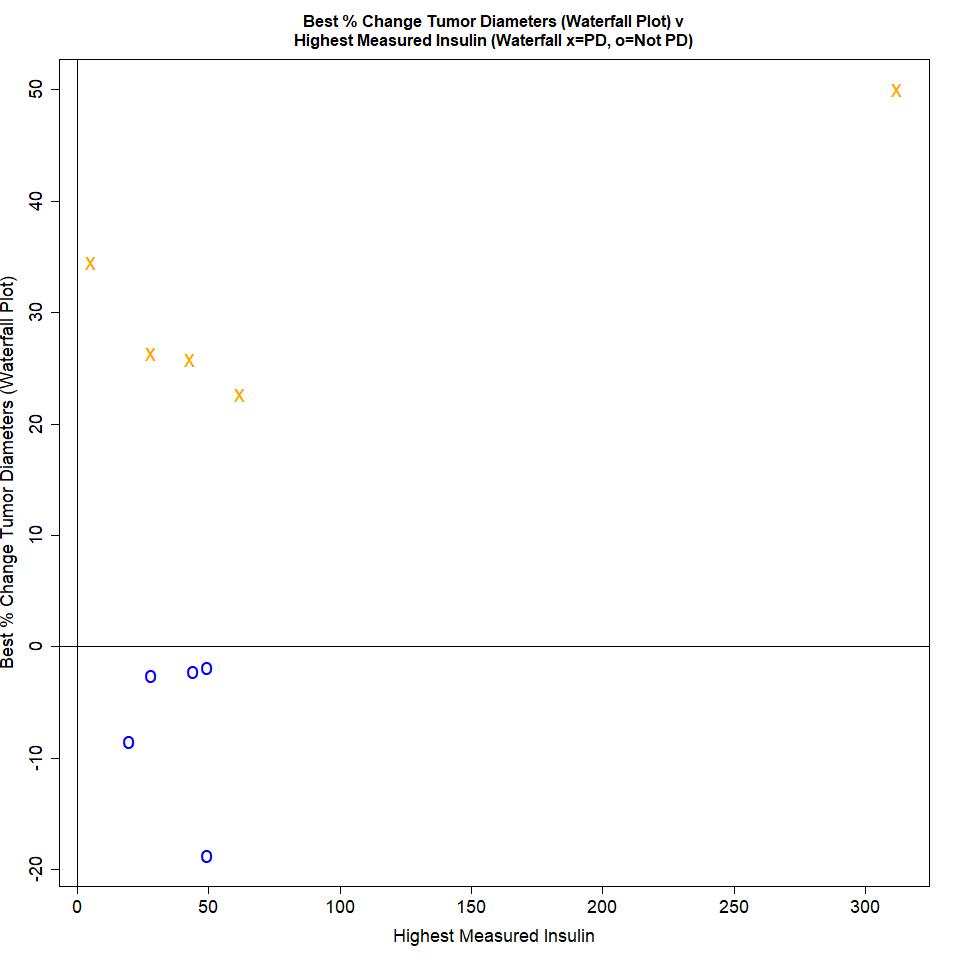 Best % Change Tumor Diameters (Waterfall Plot) v
Highest Measured Insulin (Waterfall x=PD, o=Not PD)
Best % Change Tumor Diameters (Waterfall Plot)
50
40
30
20
10
0
-10
-20
X
X
X
X
X
O
O
O
O
O
0 50 100 150 200 250 300
Highest Measured Insulin